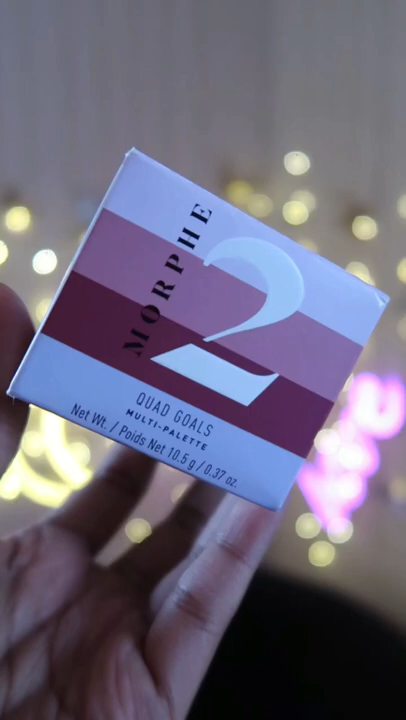 MORPHE
2
QUAD GOALS
MULTI-PALETTE
Net Wt. / Poids Net 10.5 g / 0.37 oz.